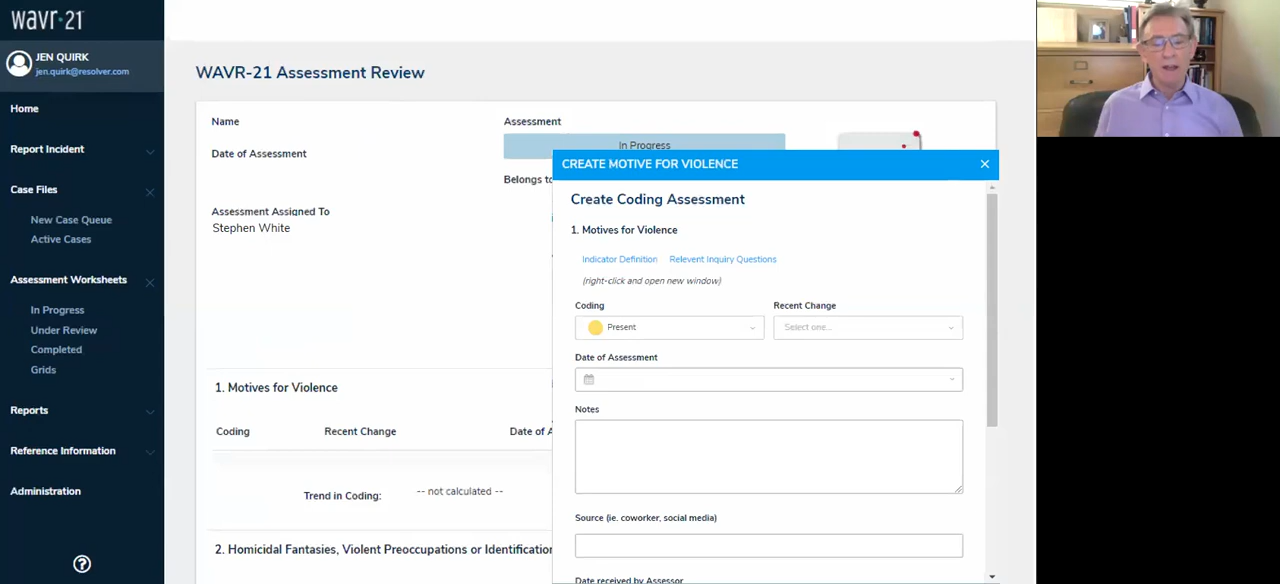 wavr·21
JEN QUIRK
jen.quirk@resolver.com
Home
Report Incident
Case Files
New Case Queue
Active Cases
Assessment Worksheets
In Progress
Under Review
Completed
Grids
Reports
Reference Information
Administration
WAVR-21 Assessment Review
Name
Assessment
In Progress
Date of Assessment
Belongs to
Assessment Assigned To
Stephen White
1. Motives for Violence
Coding
Recent Change
Date of A
Trend in Coding:
-- not calculated --
2. Homicidal Fantasies, Violent Preoccupations or Identification
CREATE MOTIVE FOR VIOLENCE
Create Coding Assessment
1. Motives for Violence
Indicator Definition
Relevent Inquiry Questions
(right-click and open new window)
Coding
Recent Change
Present
Select one...
Date of Assessment
Notes
Source (ie. coworker, social media)
Date received by Assessor